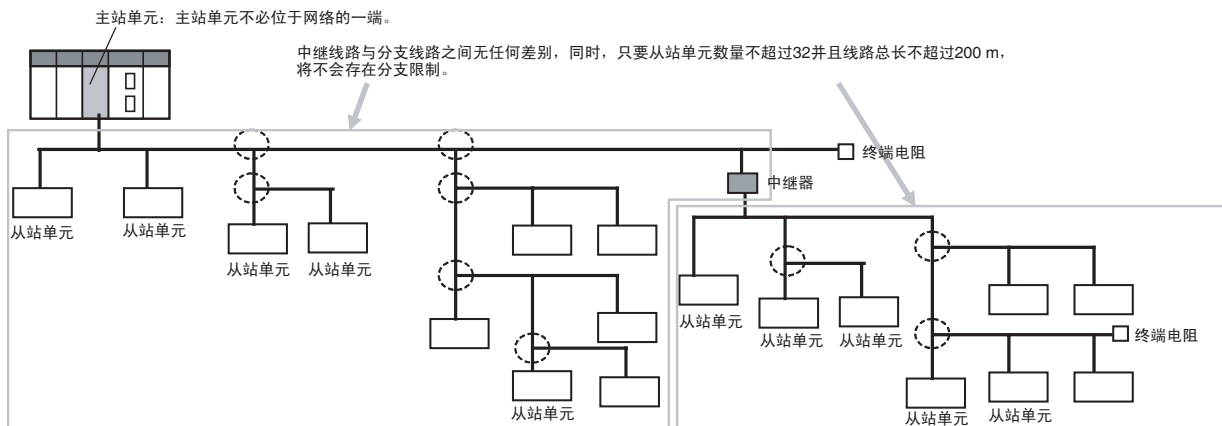 主站单元：主站单元不必位于网络的一端。
中继线路与分支线路之间无任何差别，同时，只要从站单元数量不超过32并且线路总长不超过200 m，
将不会存在分支限制。
终端电阻
中继器
从站单元
从站单元
从站单元
从站单元
从站单元
从站单元
从站单元
终端电阻
从站单元
从站单元
从站单元